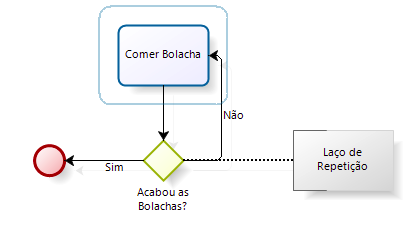 Comer Bolacha
Não
Sim
Acabou as
Bolachas?
Laço de
Repetição